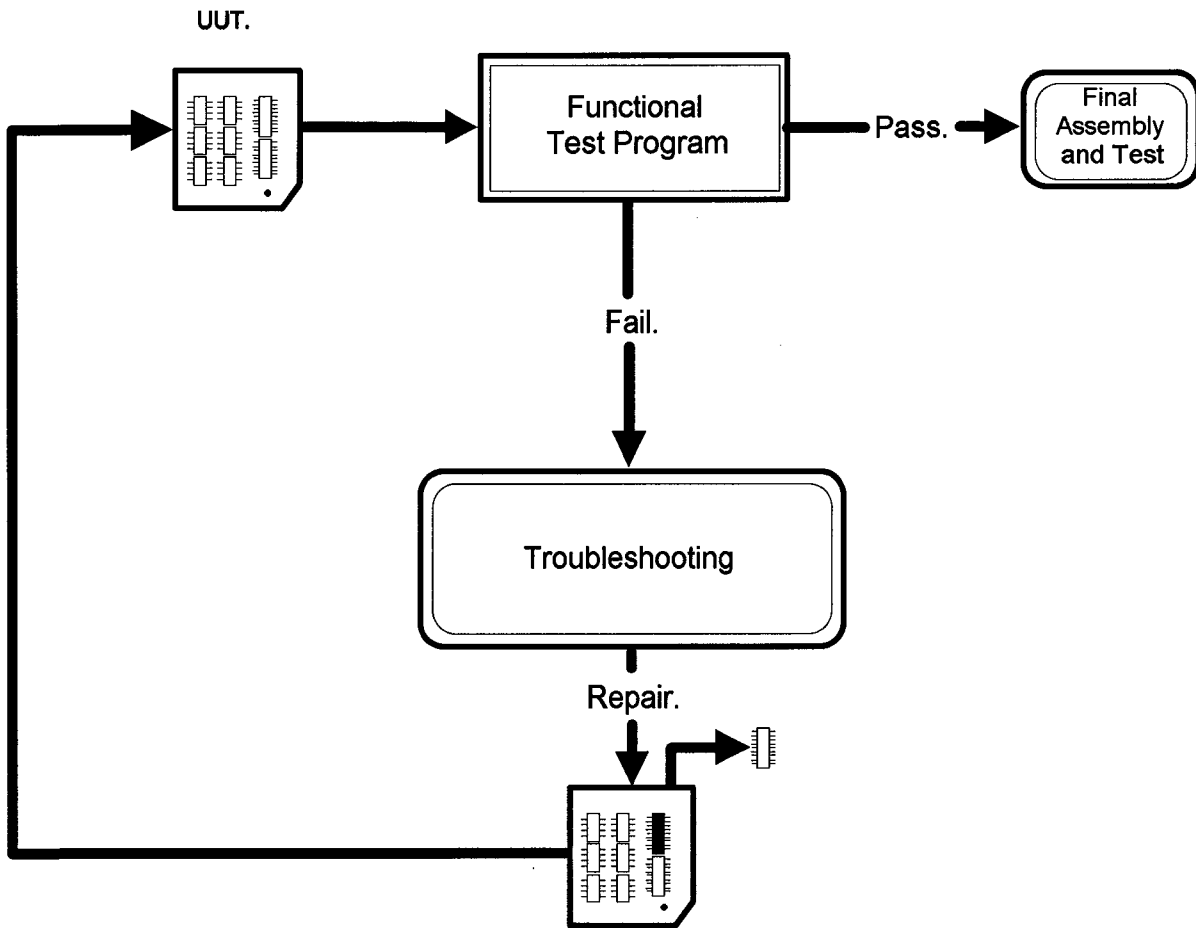 UUT.
Functional
Test Program
Pass.
Final
Assembly
and Test
Fail.
Troubleshooting
Repair.